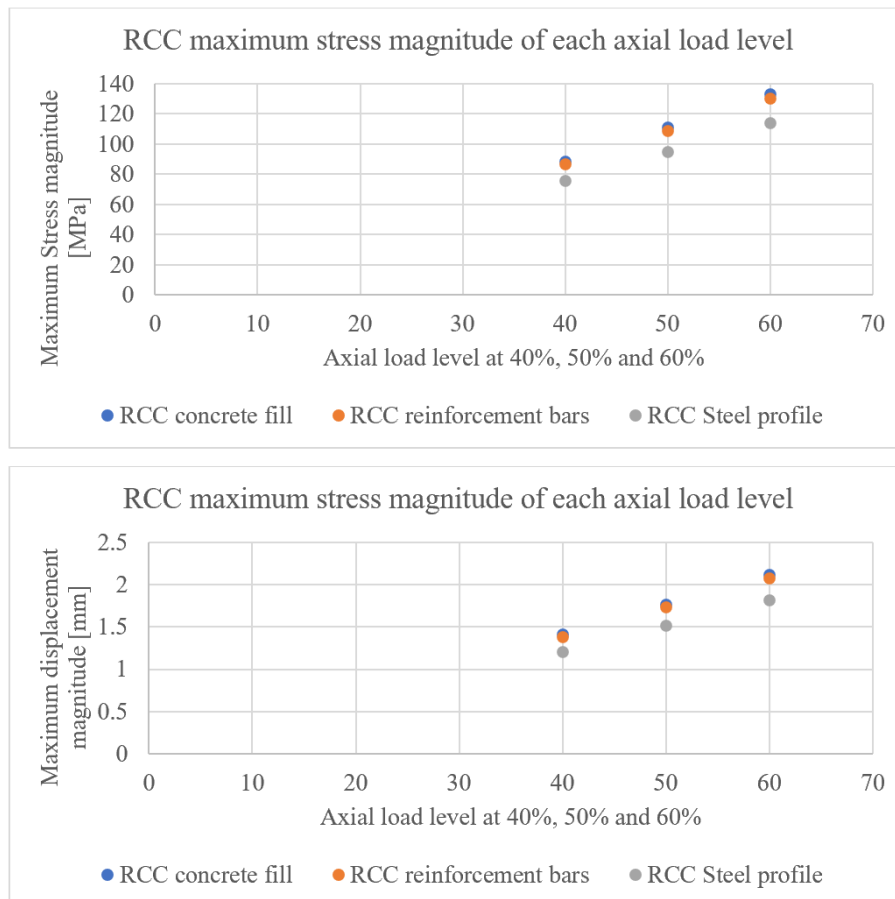 RCC maximum stress magnitude of each axial load level
Maximum Stress magnitude
[MPa]
140
120
100
80
60
40
20
0
0 10 20 30 40 50 60 70
Axial load level at 40%, 50% and 60%
RCC concrete fill RCC reinforcement bars RCC Steel profile
RCC maximum stress magnitude of each axial load level
Maximum displacement
magnitude [mm]
2.5
2
1.5
1
0.5
0
0 10 20 30 40 50 60 70
Axial load level at 40%, 50% and 60%
RCC concrete fill RCC reinforcement bars RCC Steel profile